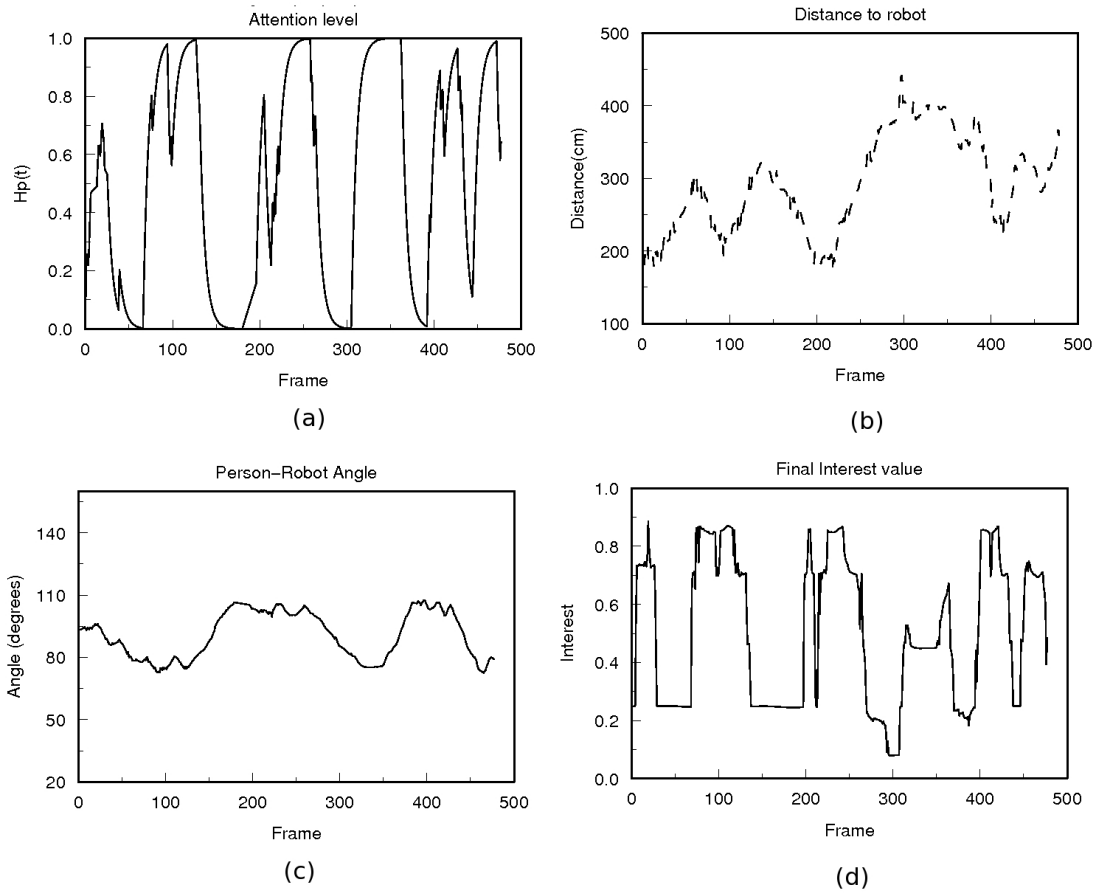 Attention level
1.0
0.8
0.6
0.4
0.2
0.0
Hp(t)
0 100 200 300 400 500
Frame
(a)
Distance to robot
500
400
300
200
100
Distance(cm)
0 100 200 300 400 500
Frame
(b)
Person−Robot Angle
140
110
80
50
20
Angle (degrees)
0 100 200 300 400 500
Frame
(c)
Final Interest value
1.0
0.8
0.6
0.4
0.2
0.0
Interest
0 100 200 300 400 500
Frame
(d)